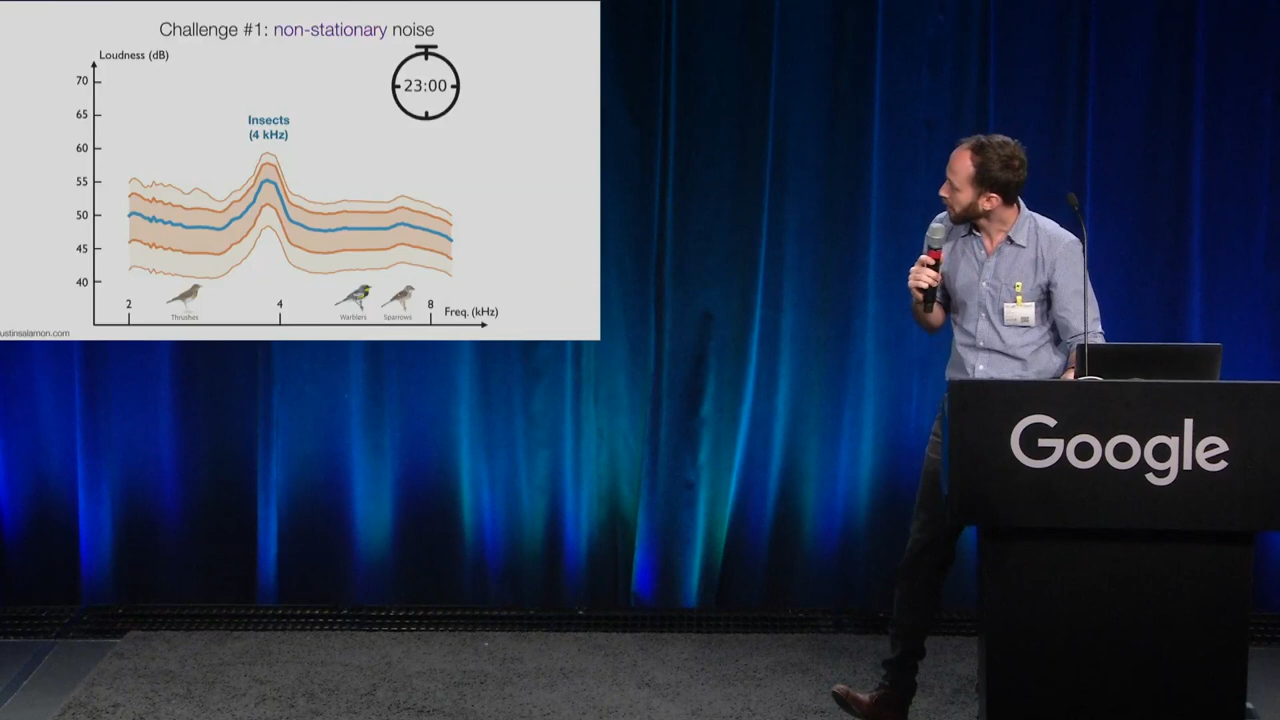 Challenge #1: non-stationary noise
Loudness (dB)
23:00
70
65
60
55
50
45
40
Insects
(4 kHz)
Thrushes
Warblers
Sparrows
2
4
8
Freq. (kHz)
ustinsalamon.com
Google